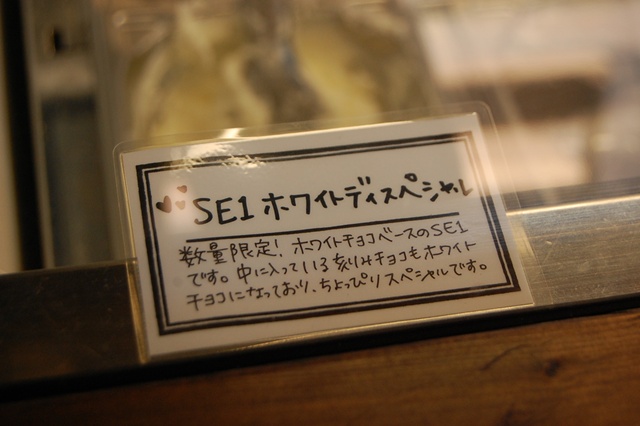 SE1 ホワイトディスペシャル
数量限定! ホワイトチョコベースのSE1
です。中に入っている刻みチョコもホワイト
チョコになっており、ちょっぴりスペシャルです。